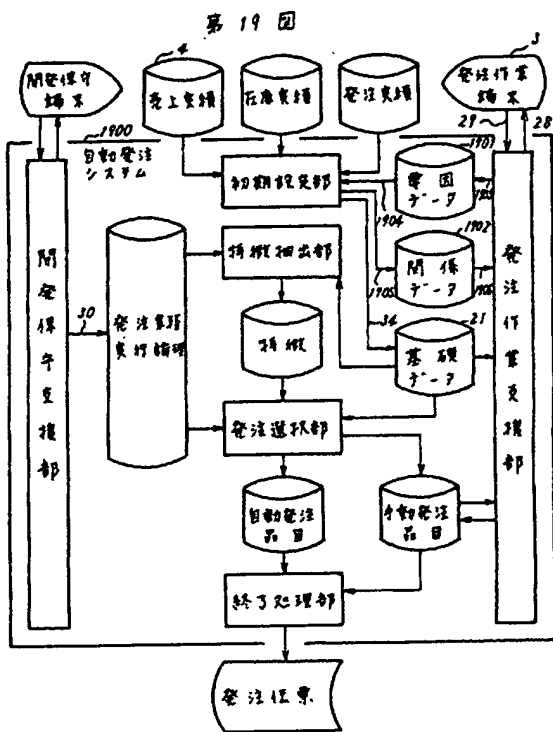 第19図
4
3
開発保守
端末
売上実績
在庫実績
発注実績
発注作業
端末
29
28
1900
自動発注
システム
初期設定部
1901
要因
データ
1903
1904
開発保守支援部
発注業務
実行論理
特徴抽出部
1902
関係
データ
1905
1906
発注作業支援部
30
34
21
特徴
基礎
データ
発注選択部
自動発注
品目
手動発注
品目
終了処理部
発注伝票